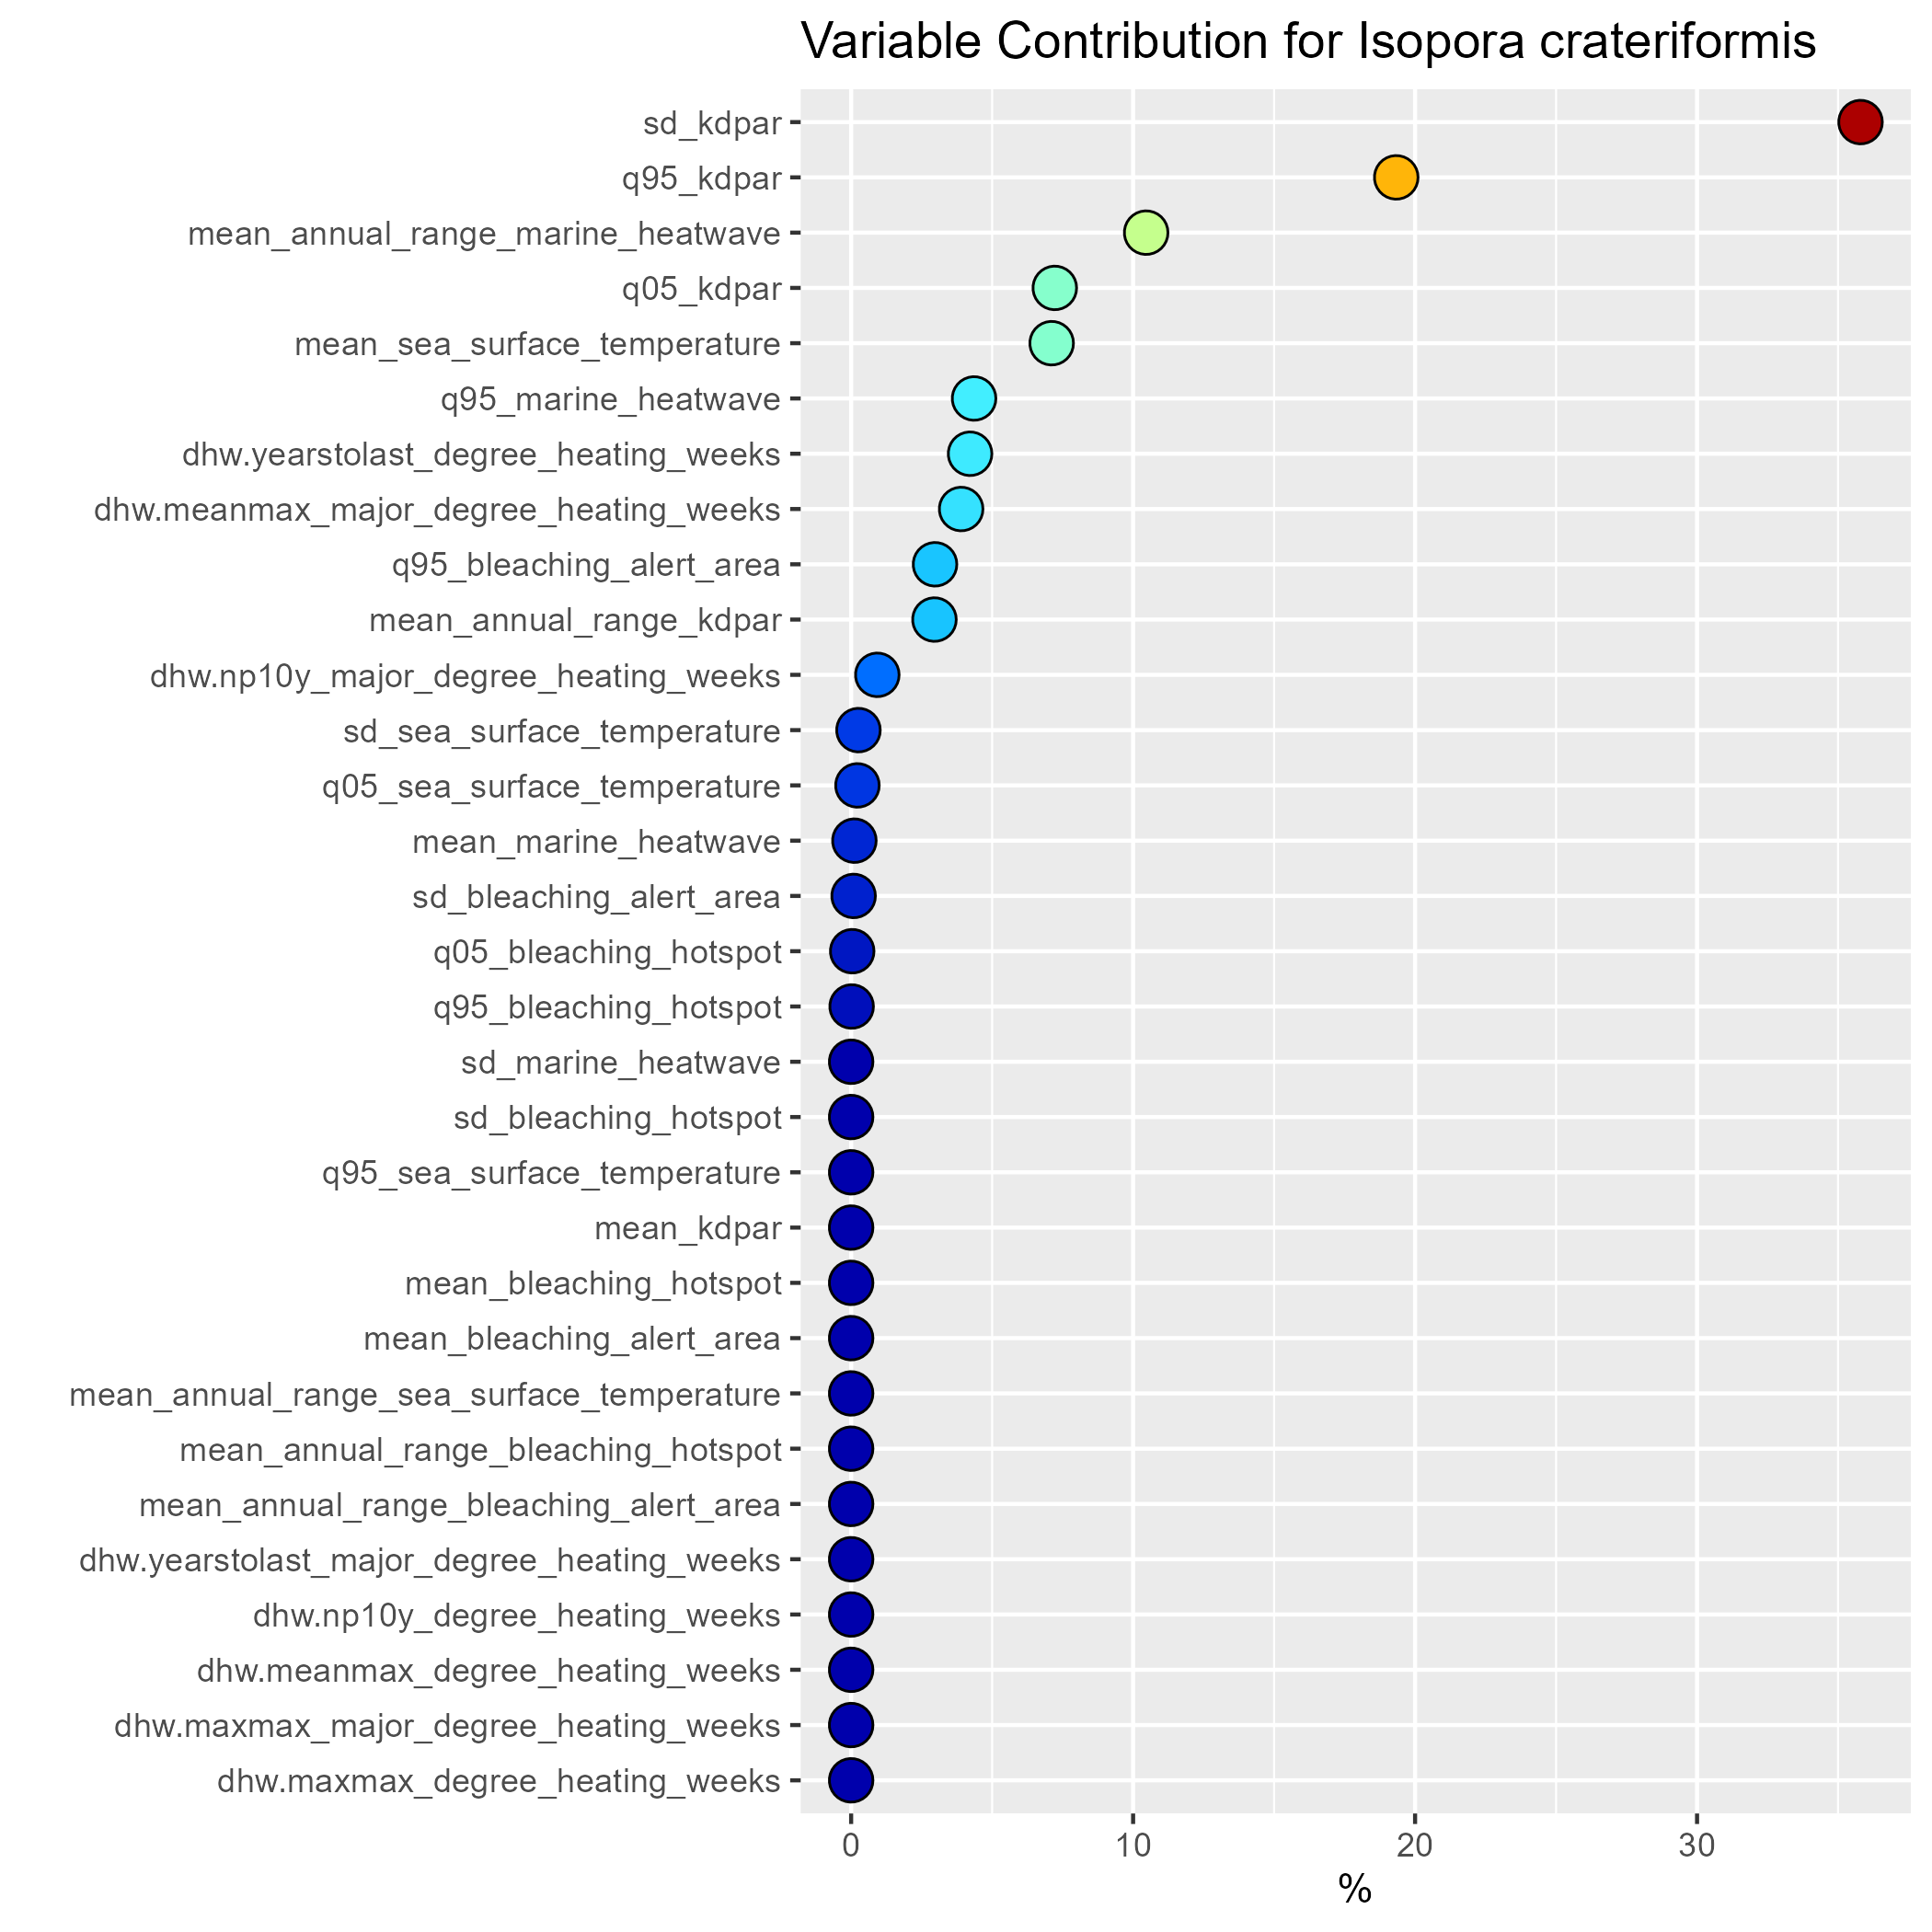 Variable Contribution for Isopora crateriformis
sd_kdpar
q95_kdpar
mean_annual_range_marine_heatwave
q05_kdpar
mean_sea_surface_temperature
q95_marine_heatwave
dhw.yearstolast_degree_heating_weeks
dhw.meanmax_major_degree_heating_weeks
q95_bleaching_alert_area
mean_annual_range_kdpar
dhw.np10y_major_degree_heating_weeks
sd_sea_surface_temperature
q05_sea_surface_temperature
mean_marine_heatwave
sd_bleaching_alert_area
q05_bleaching_hotspot
q95_bleaching_hotspot
sd_marine_heatwave
sd_bleaching_hotspot
q95_sea_surface_temperature
mean_kdpar
mean_bleaching_hotspot
mean_bleaching_alert_area
mean_annual_range_sea_surface_temperature
mean_annual_range_bleaching_hotspot
mean_annual_range_bleaching_alert_area
dhw.yearstolast_major_degree_heating_weeks
dhw.np10y_degree_heating_weeks
dhw.meanmax_degree_heating_weeks
dhw.maxmax_major_degree_heating_weeks
dhw.maxmax_degree_heating_weeks
0 10 20 30
%